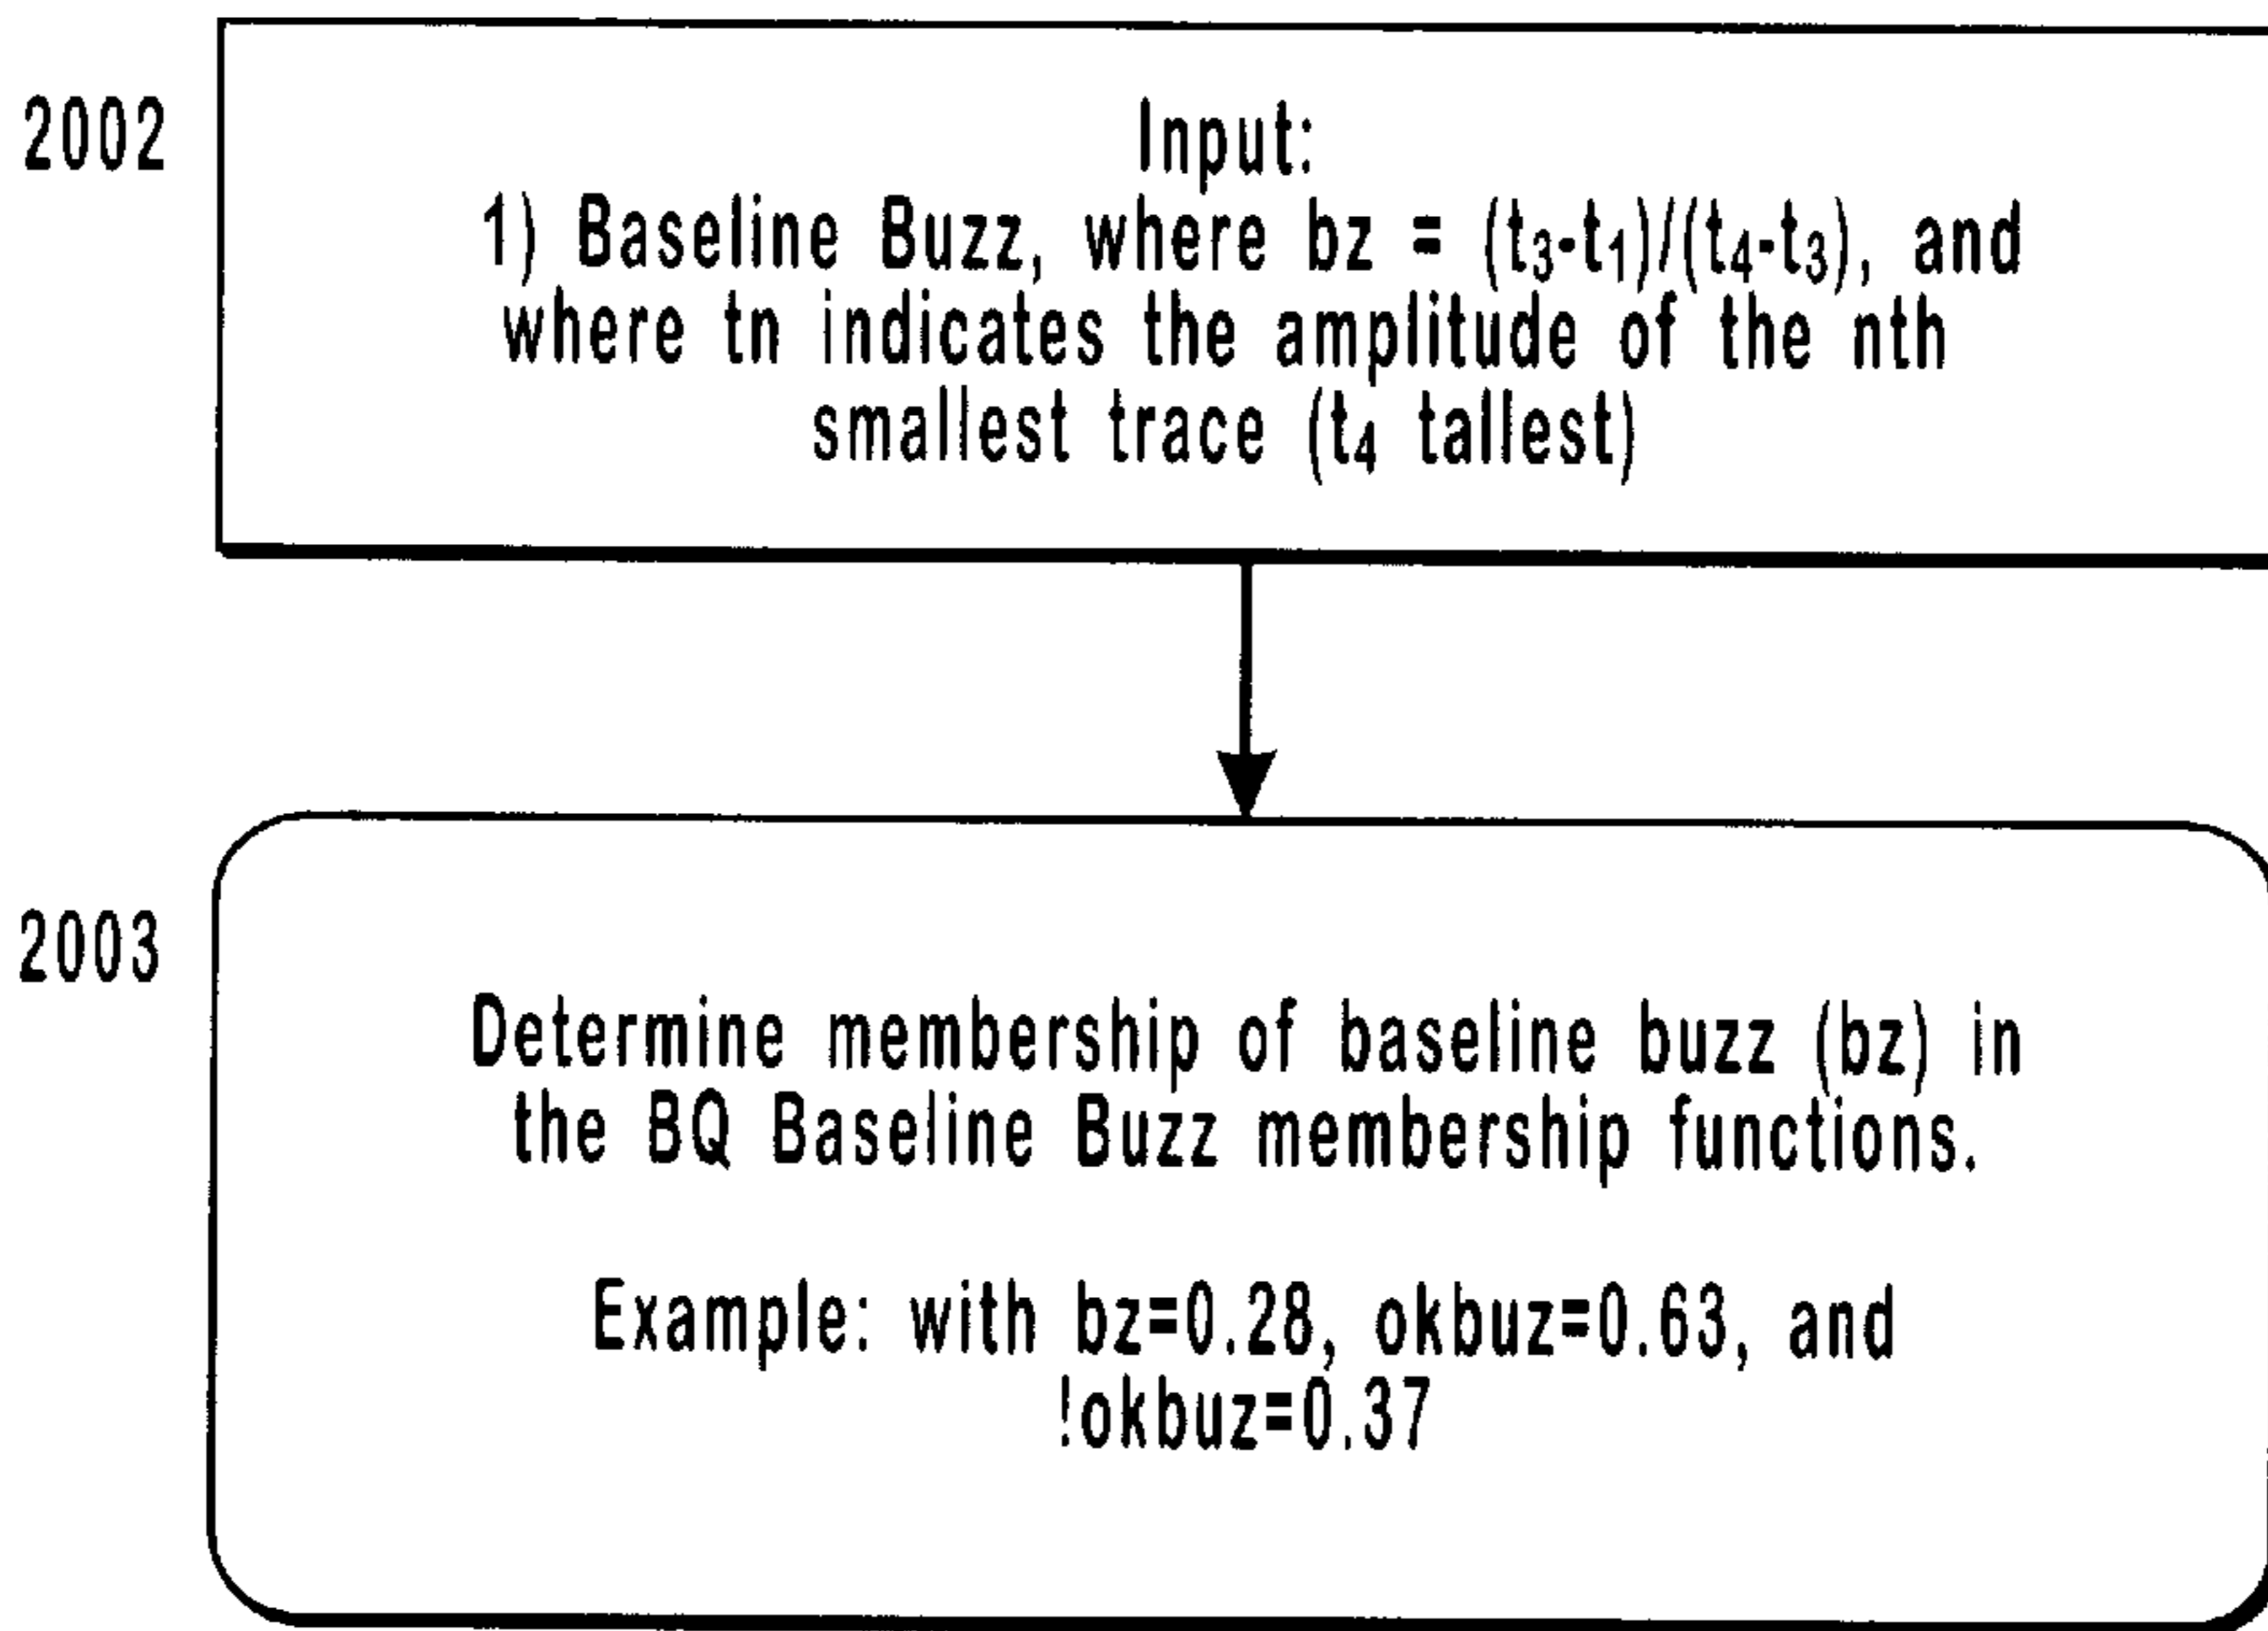 2002
Input:
1) Baseline Buzz, where bz = (t₃-t₁)/(t₄-t₃), and
where tn indicates the amplitude of the nth
smallest trace (t₄ tallest)
2003
Determine membership of baseline buzz (bz) in
the BQ Baseline Buzz membership functions.
Example: with bz=0.28, okbuz=0.63, and
!okbuz=0.37